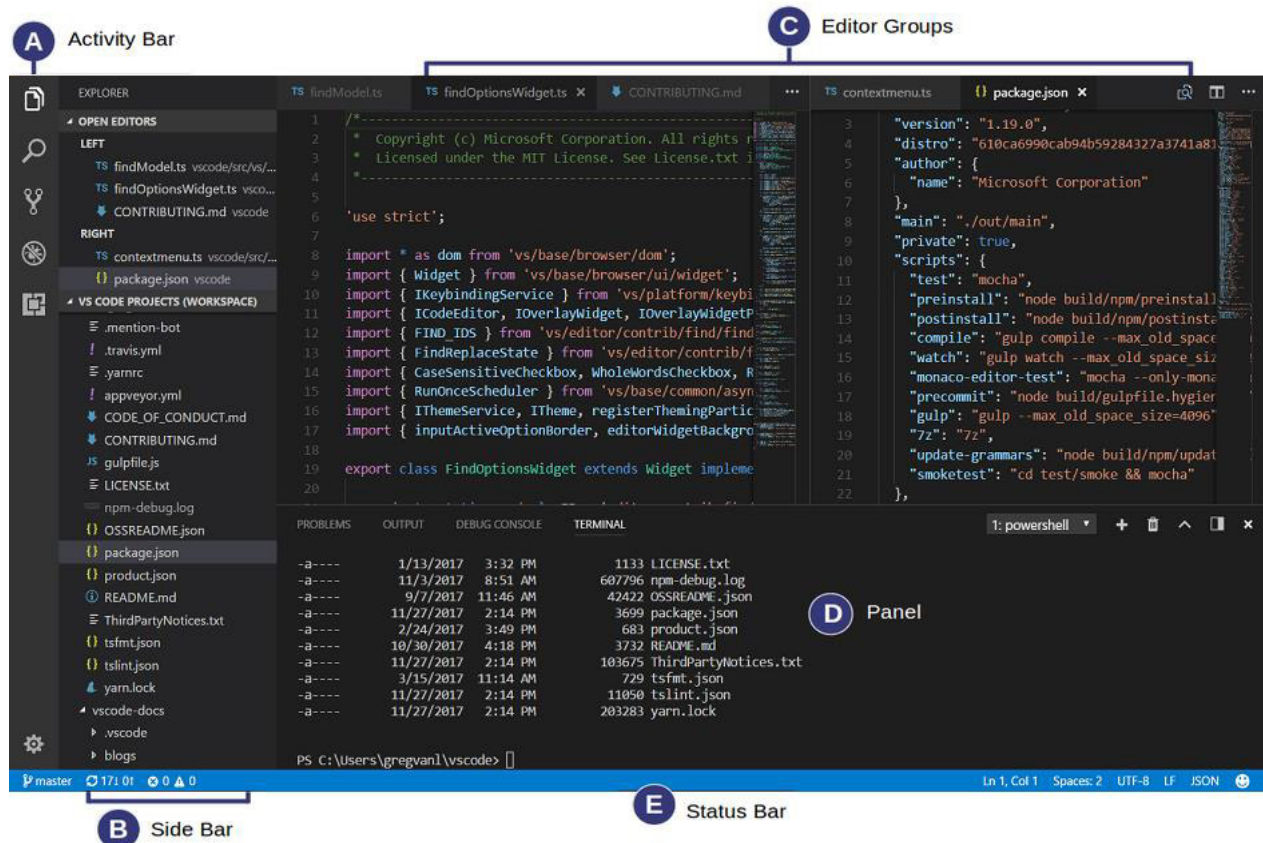 A Activity Bar
C Editor Groups
EXPLORER
OPEN EDITORS
LEFT
TS findModel.ts vscode/src/vs/...
TS findOptionsWidget.ts vsco...
CONTRIBUTING.md vscode
RIGHT
TS contextmenu.ts vscode/src/...
{} package.json vscode
VS CODE PROJECTS (WORKSPACE)
.mention-bot
! .travis.yml
.yarnrc
! appveyor.yml
CODE_OF_CONDUCT.md
CONTRIBUTING.md
JS gulpfile.js
LICENSE.txt
npm-debug.log
{} OSSREADME.json
{} package.json
{} product.json
README.md
ThirdPartyNotices.txt
{} tsfmt.json
{} tslint.json
yarn.lock
vscode-docs
.vscode
blogs
TS findModel.ts TS findOptionsWidget.ts × CONTRIBUTING.md ...
1 /*--------------------------------------------------------
2 * Copyright (c) Microsoft Corporation. All rights r
3 * Licensed under the MIT License. See License.txt i
4 *--------------------------------------------------------
5
6 'use strict';
7
8 import * as dom from 'vs/base/browser/dom';
9 import { Widget } from 'vs/base/browser/ui/widget';
10 import { IKeybindingService } from 'vs/platform/keybi
11 import { ICodeEditor, IOverlayWidget, IOverlayWidgetP
12 import { FIND_IDS } from 'vs/editor/contrib/find/find
13 import { FindReplaceState } from 'vs/editor/contrib/f
14 import { CaseSensitiveCheckbox, WholeWordsCheckbox, R
15 import { RunOnceScheduler } from 'vs/base/common/asyn
16 import { IThemeService, ITheme, registerThemingPartic
17 import { inputActiveOptionBorder, editorWidgetBackgro
18
19 export class FindOptionsWidget extends Widget impleme
20
TS contextmenu.ts {} package.json × ...
3 "version": "1.19.0",
4 "distro": "610ca6990cab94b59284327a3741a81
5 "author": {
6 "name": "Microsoft Corporation"
7 },
8 "main": "./out/main",
9 "private": true,
10 "scripts": {
11 "test": "mocha",
12 "preinstall": "node build/npm/preinstall
13 "postinstall": "node build/npm/postinsta
14 "compile": "gulp compile --max_old_space
15 "watch": "gulp watch --max_old_space_siz
16 "monaco-editor-test": "mocha --only-mona
17 "precommit": "node build/gulpfile.hygien
18 "gulp": "gulp --max_old_space_size=4096"
19 "7z": "7z",
20 "update-grammars": "node build/npm/updat
21 "smoketest": "cd test/smoke && mocha"
22 },
PROBLEMS OUTPUT DEBUG CONSOLE TERMINAL 1: powershell
-a---- 1/13/2017 3:32 PM 1133 LICENSE.txt
-a---- 11/3/2017 8:51 AM 607796 npm-debug.log
-a---- 9/7/2017 11:46 AM 42422 OSSREADME.json
-a---- 11/27/2017 2:14 PM 3699 package.json
-a---- 2/24/2017 3:49 PM 683 product.json
-a---- 10/30/2017 4:18 PM 3732 README.md
-a---- 11/27/2017 2:14 PM 103675 ThirdPartyNotices.txt
-a---- 3/15/2017 11:14 AM 729 tsfmt.json
-a---- 11/27/2017 2:14 PM 11050 tslint.json
-a---- 11/27/2017 2:14 PM 203283 yarn.lock
PS C:\Users\gregvanl\vscode>
D Panel
master 17↓ 0↑ 0 0 Ln 1, Col 1 Spaces: 2 UTF-8 LF JSON
B Side Bar
E Status Bar